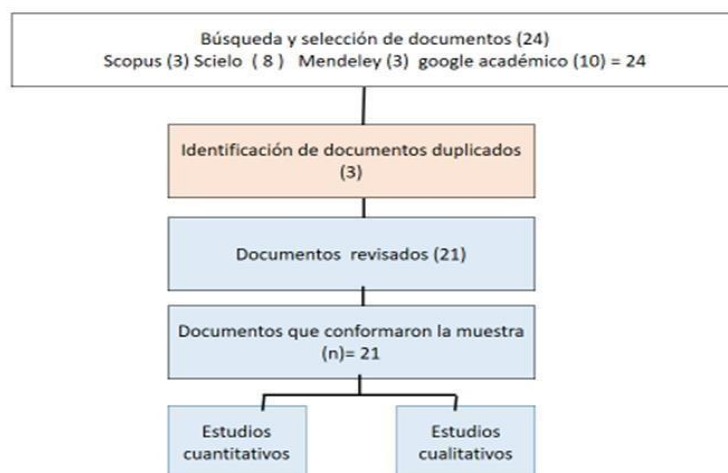 Búsqueda y selección de documentos (24)
Scopus (3) Scielo ( 8 ) Mendeley (3) google académico (10) = 24
Identificación de documentos duplicados
(3)
Documentos revisados (21)
Documentos que conformaron la muestra
(n)= 21
Estudios
cuantitativos
Estudios
cualitativos